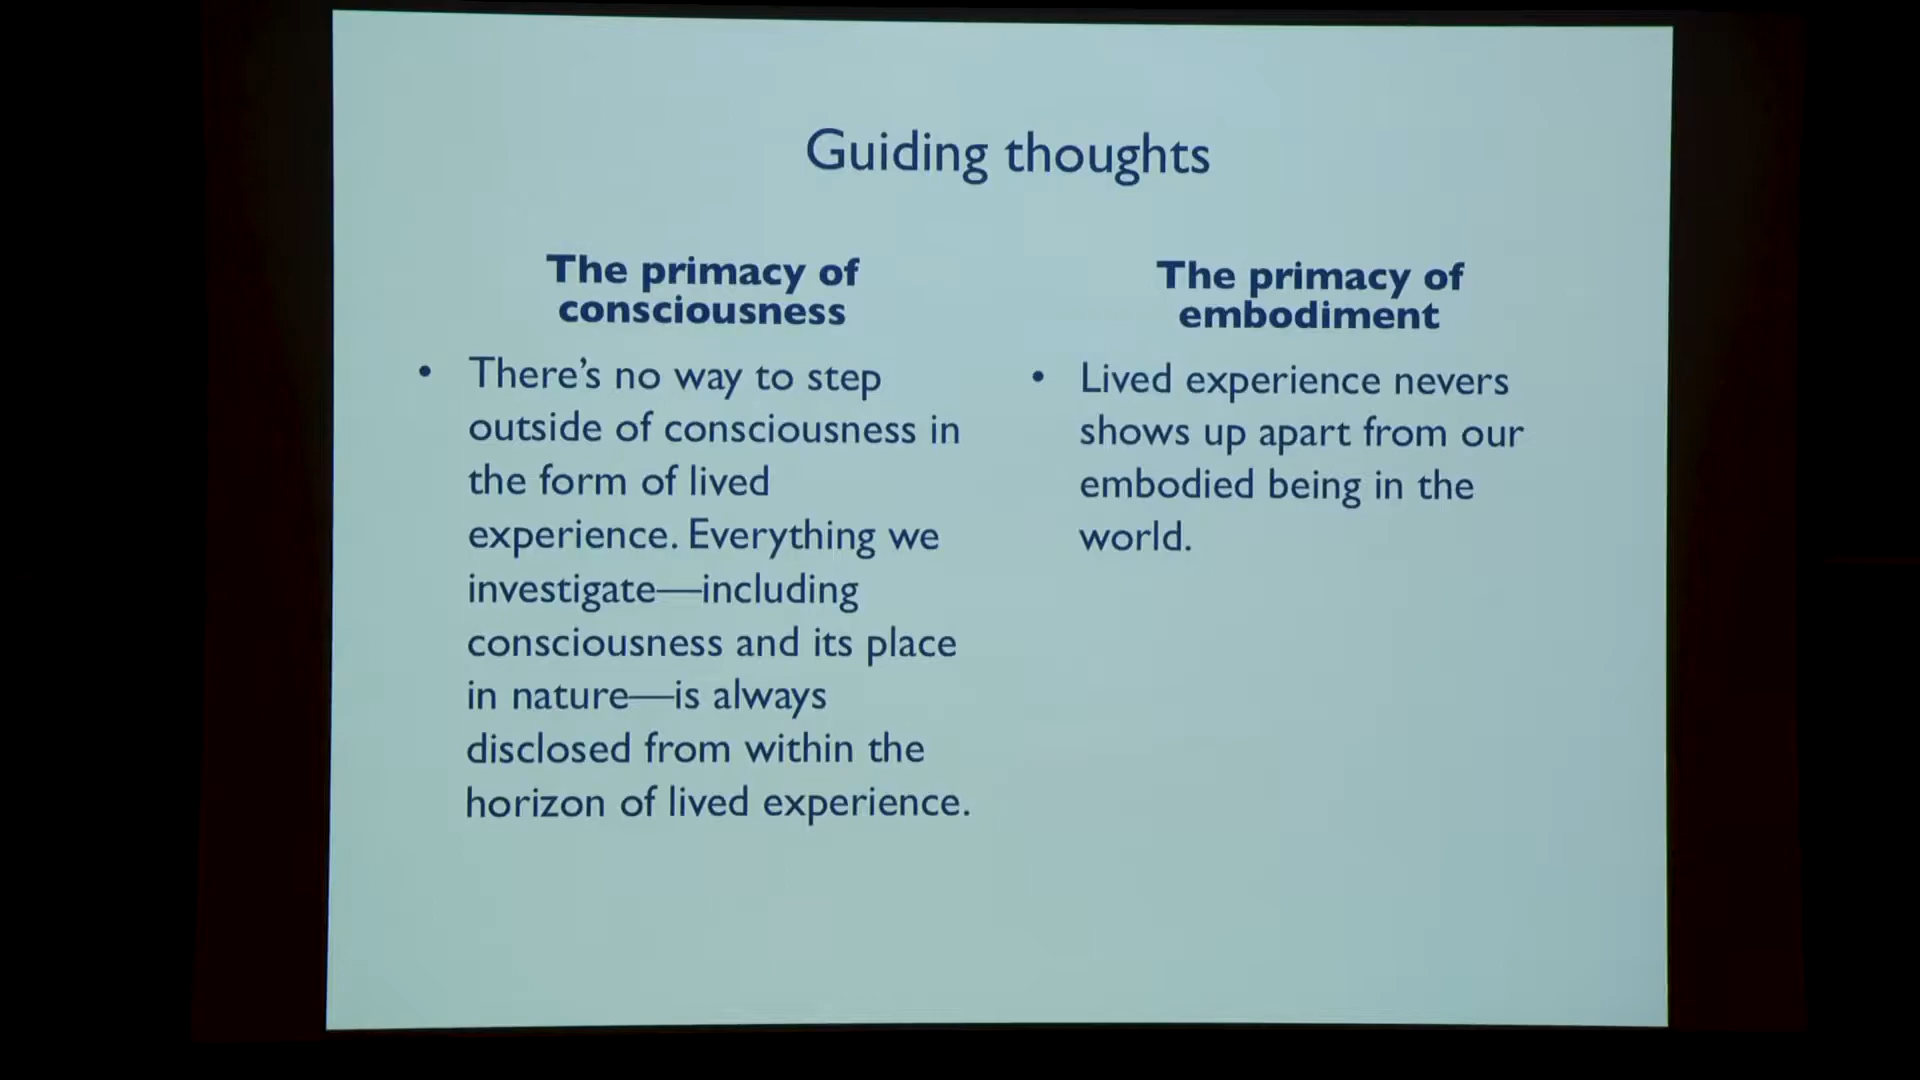 Guiding thoughts
The primacy of
consciousness
• There’s no way to step
outside of consciousness in
the form of lived
experience. Everything we
investigate—including
consciousness and its place
in nature—is always
disclosed from within the
horizon of lived experience.
The primacy of
embodiment
• Lived experience nevers
shows up apart from our
embodied being in the
world.